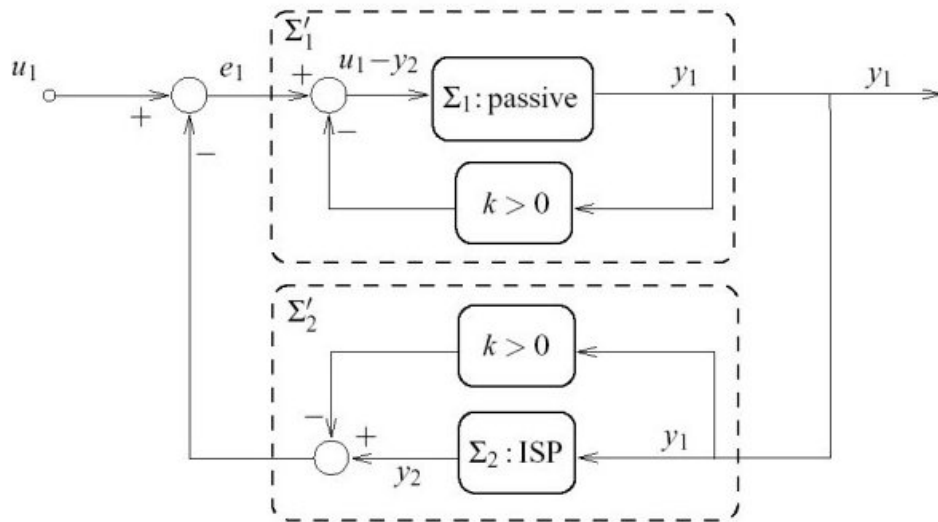 Σ′₁
u₁
e₁
+
u₁−y₂
y₁
y₁
+
−
Σ₁: passive
−
k > 0
Σ′₂
k > 0
−
+
y₂
Σ₂ : ISP
y₁